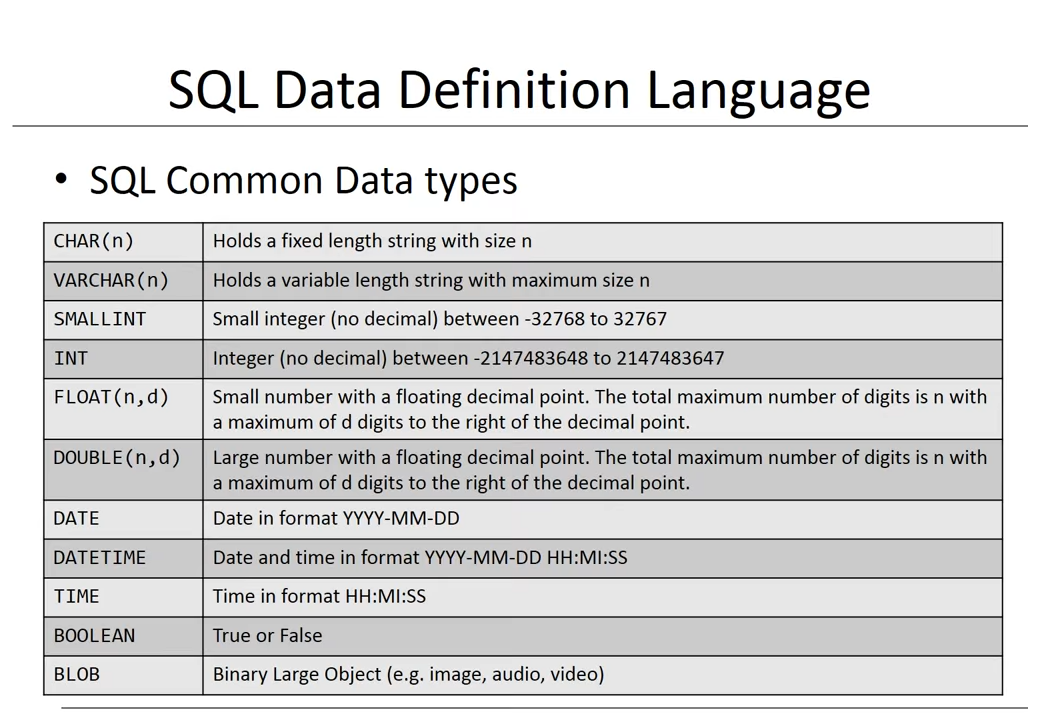 SQL Data Definition Language
• SQL Common Data types
CHAR(n) Holds a fixed length string with size n
VARCHAR(n) Holds a variable length string with maximum size n
SMALLINT Small integer (no decimal) between -32768 to 32767
INT Integer (no decimal) between -2147483648 to 2147483647
FLOAT(n,d) Small number with a floating decimal point. The total maximum number of digits is n with
a maximum of d digits to the right of the decimal point.
DOUBLE(n,d) Large number with a floating decimal point. The total maximum number of digits is n with
a maximum of d digits to the right of the decimal point.
DATE Date in format YYYY-MM-DD
DATETIME Date and time in format YYYY-MM-DD HH:MI:SS
TIME Time in format HH:MI:SS
BOOLEAN True or False
BLOB Binary Large Object (e.g. image, audio, video)